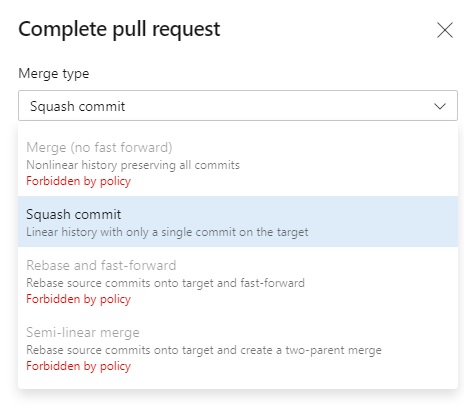 Complete pull request
Merge type
Squash commit
Merge (no fast forward)
Nonlinear history preserving all commits
Forbidden by policy
Squash commit
Linear history with only a single commit on the target
Rebase and fast-forward
Rebase source commits onto target and fast-forward
Forbidden by policy
Semi-linear merge
Rebase source commits onto target and create a two-parent merge
Forbidden by policy